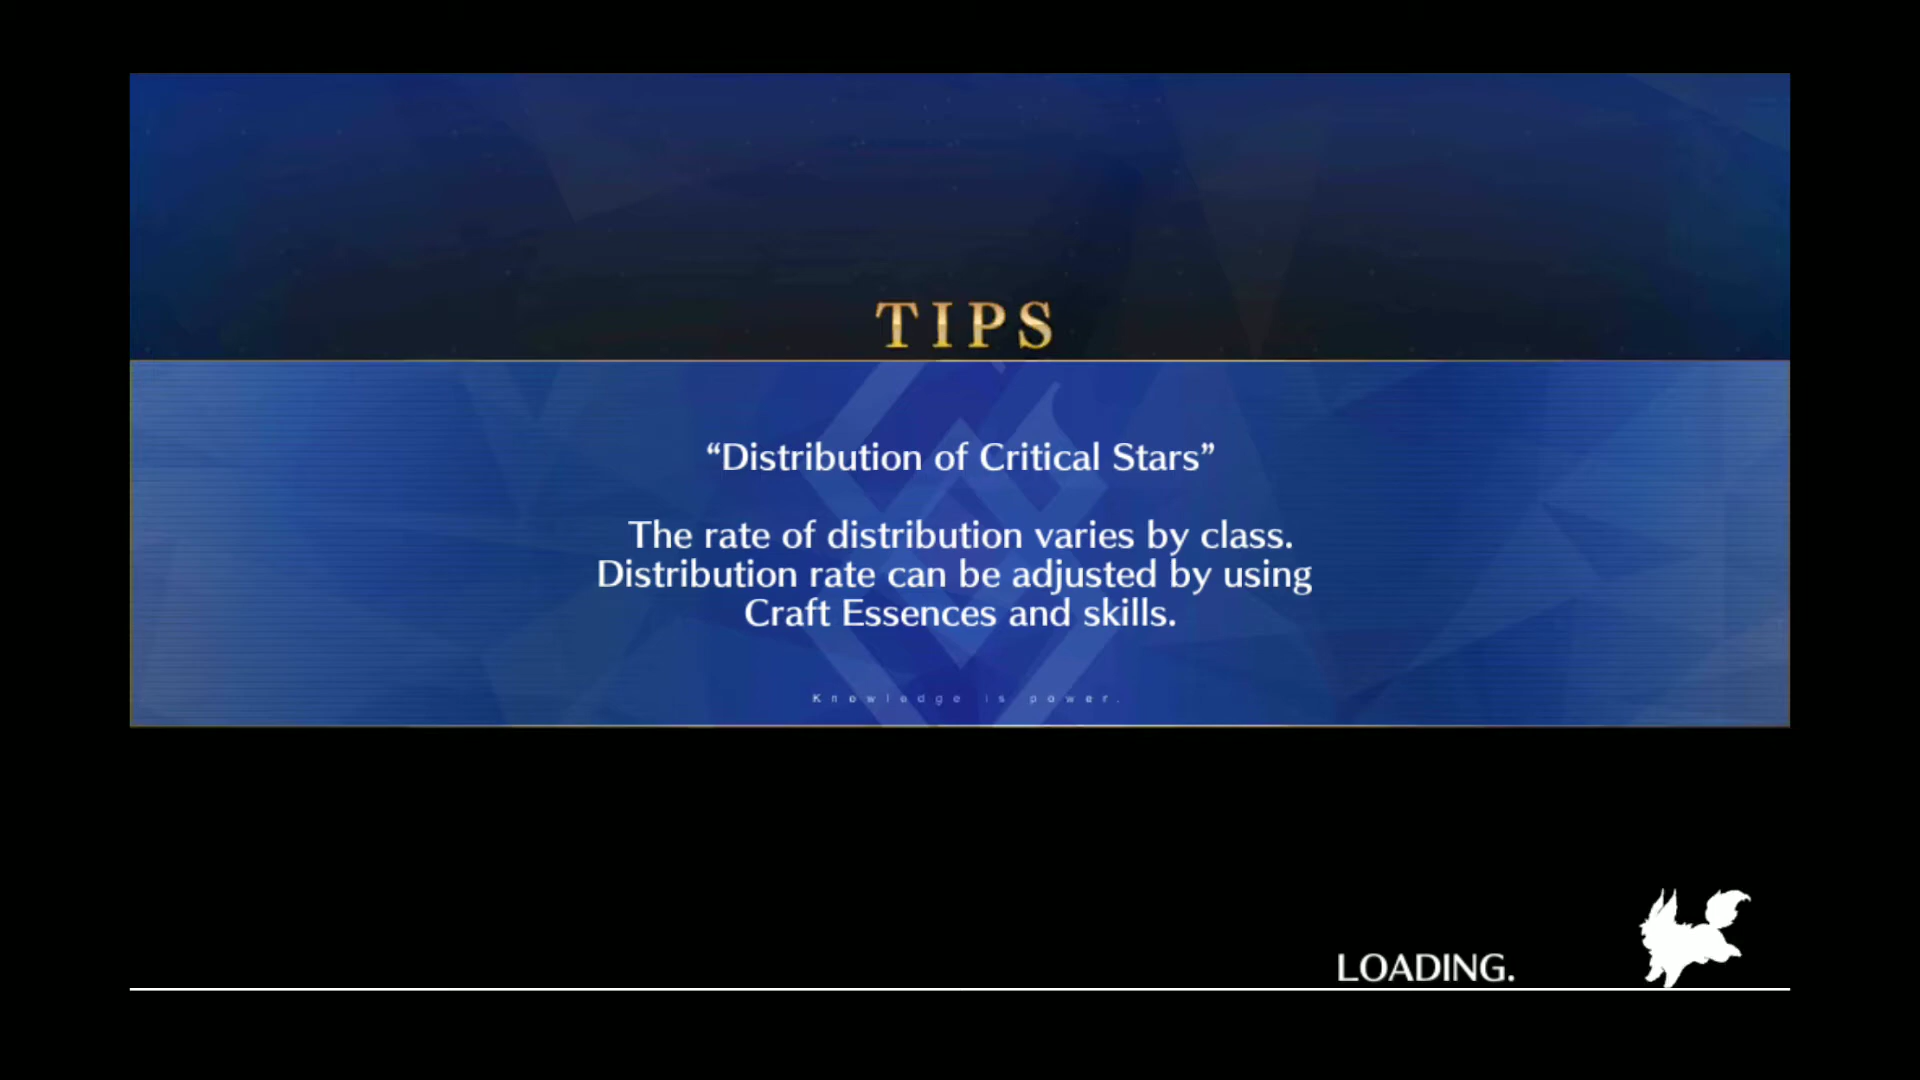 TIPS
“Distribution of Critical Stars”
The rate of distribution varies by class.
Distribution rate can be adjusted by using
Craft Essences and skills.
Knowledge is power.
LOADING.